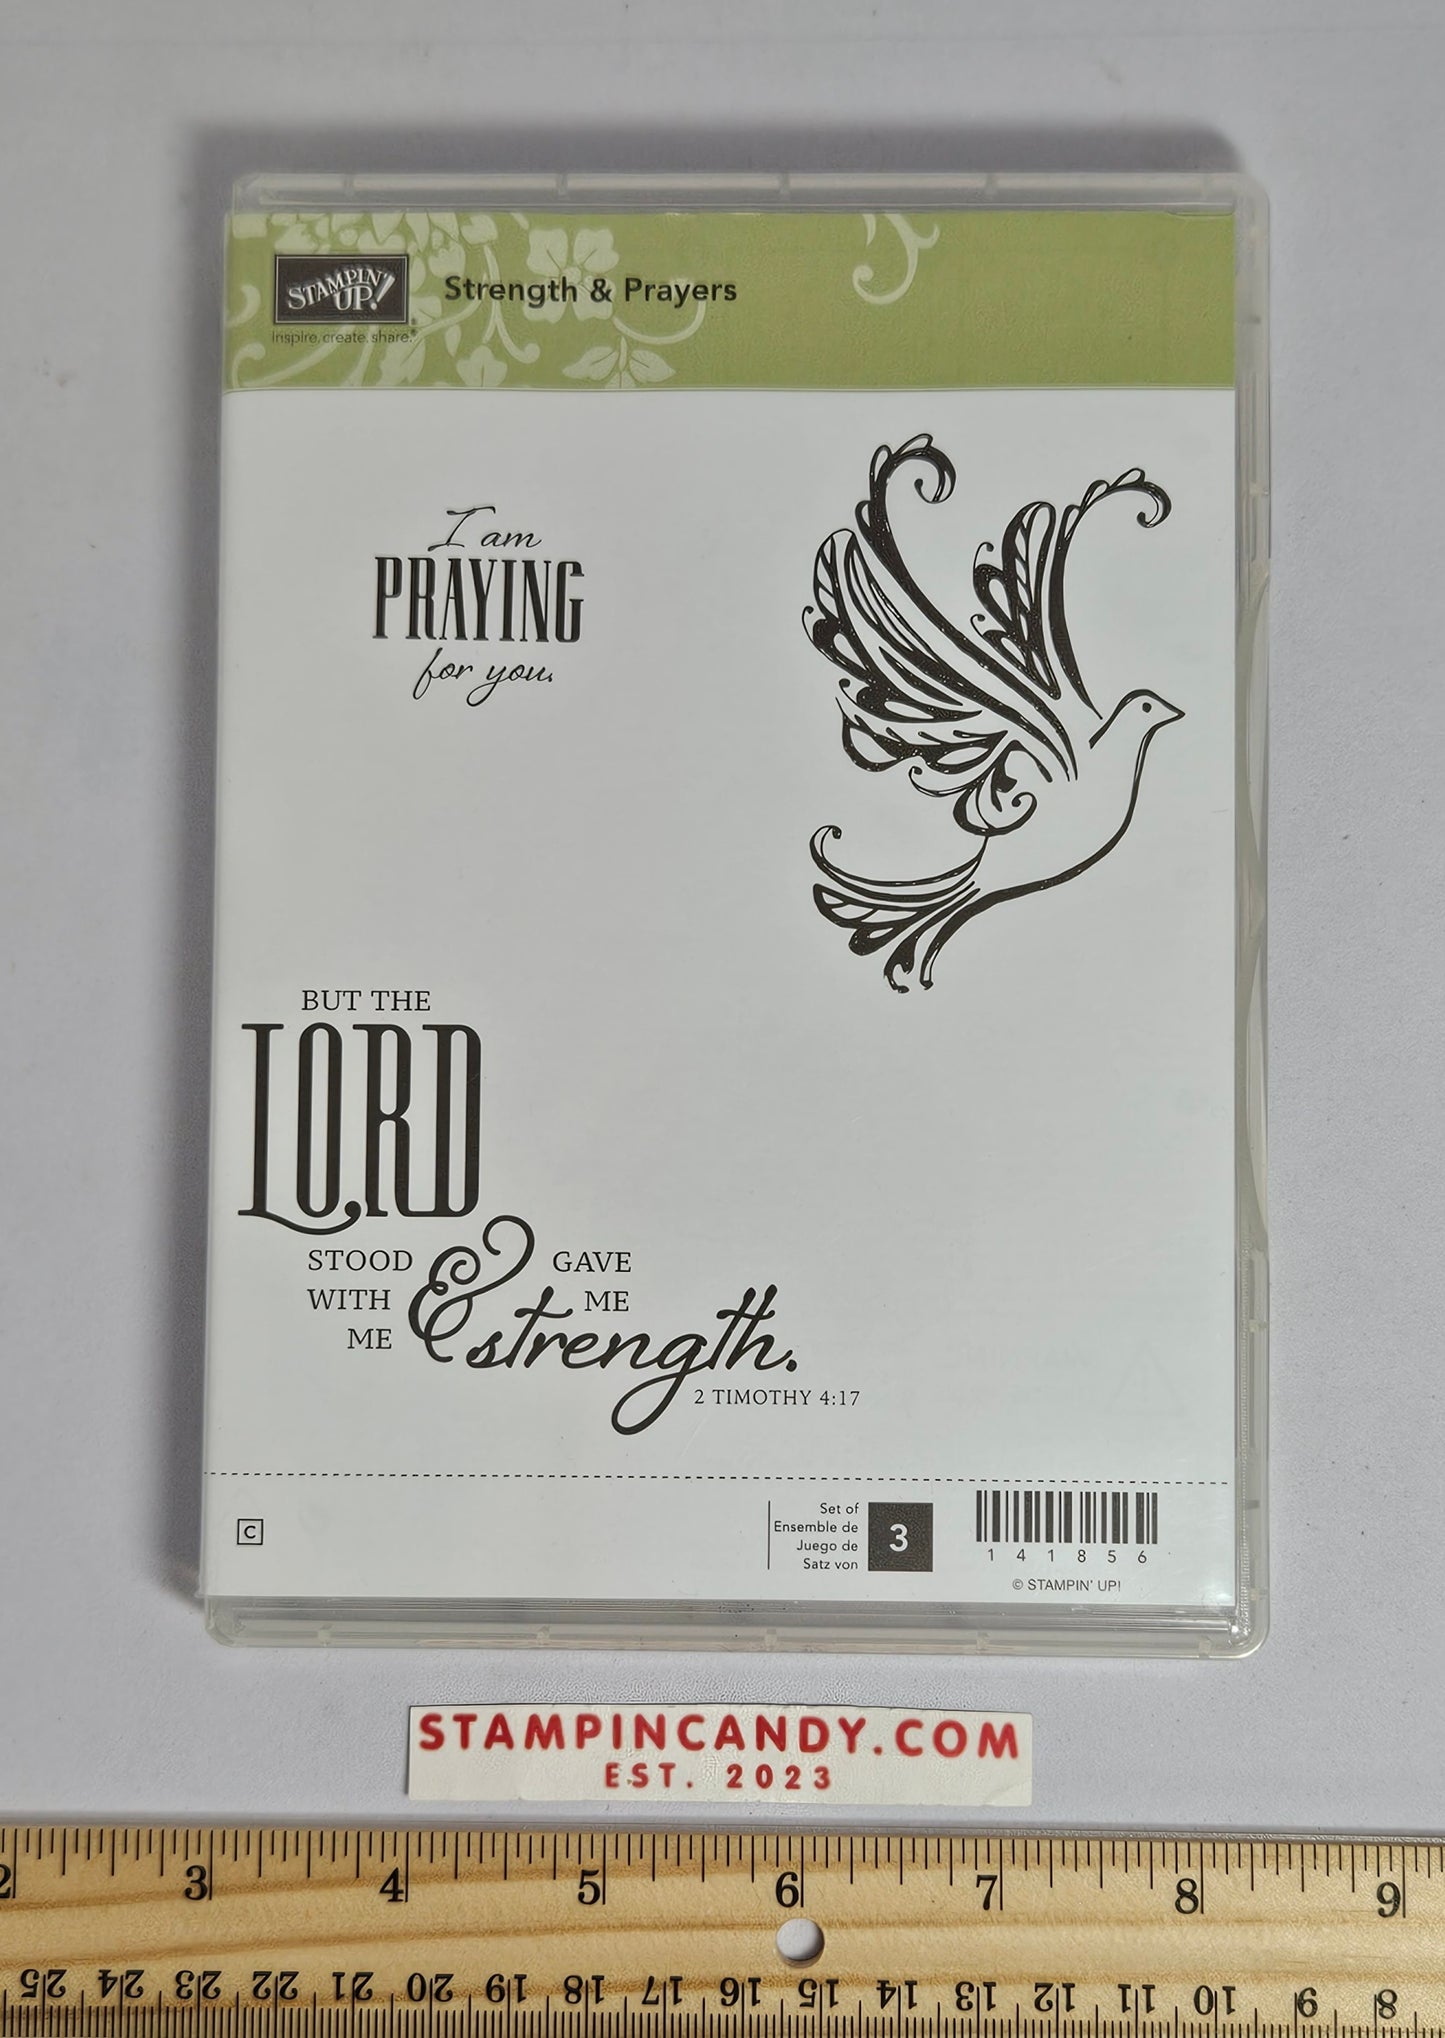 STAMPIN' UP!®
inspire. create. share.®
Strength & Prayers
I am
PRAYING
for you.
BUT THE
LORD
STOOD WITH ME
&
GAVE ME
strength.
2 TIMOTHY 4:17
C
Set of
Ensemble de
Juego de
Satz von
3
141856
© STAMPIN' UP!
STAMPINCANDY.COM
EST. 2023
2 3 4 5 6 7 8 9
25 24 23 22 21 20 19 18 17 16 15 14 13 12 11 10 9 8